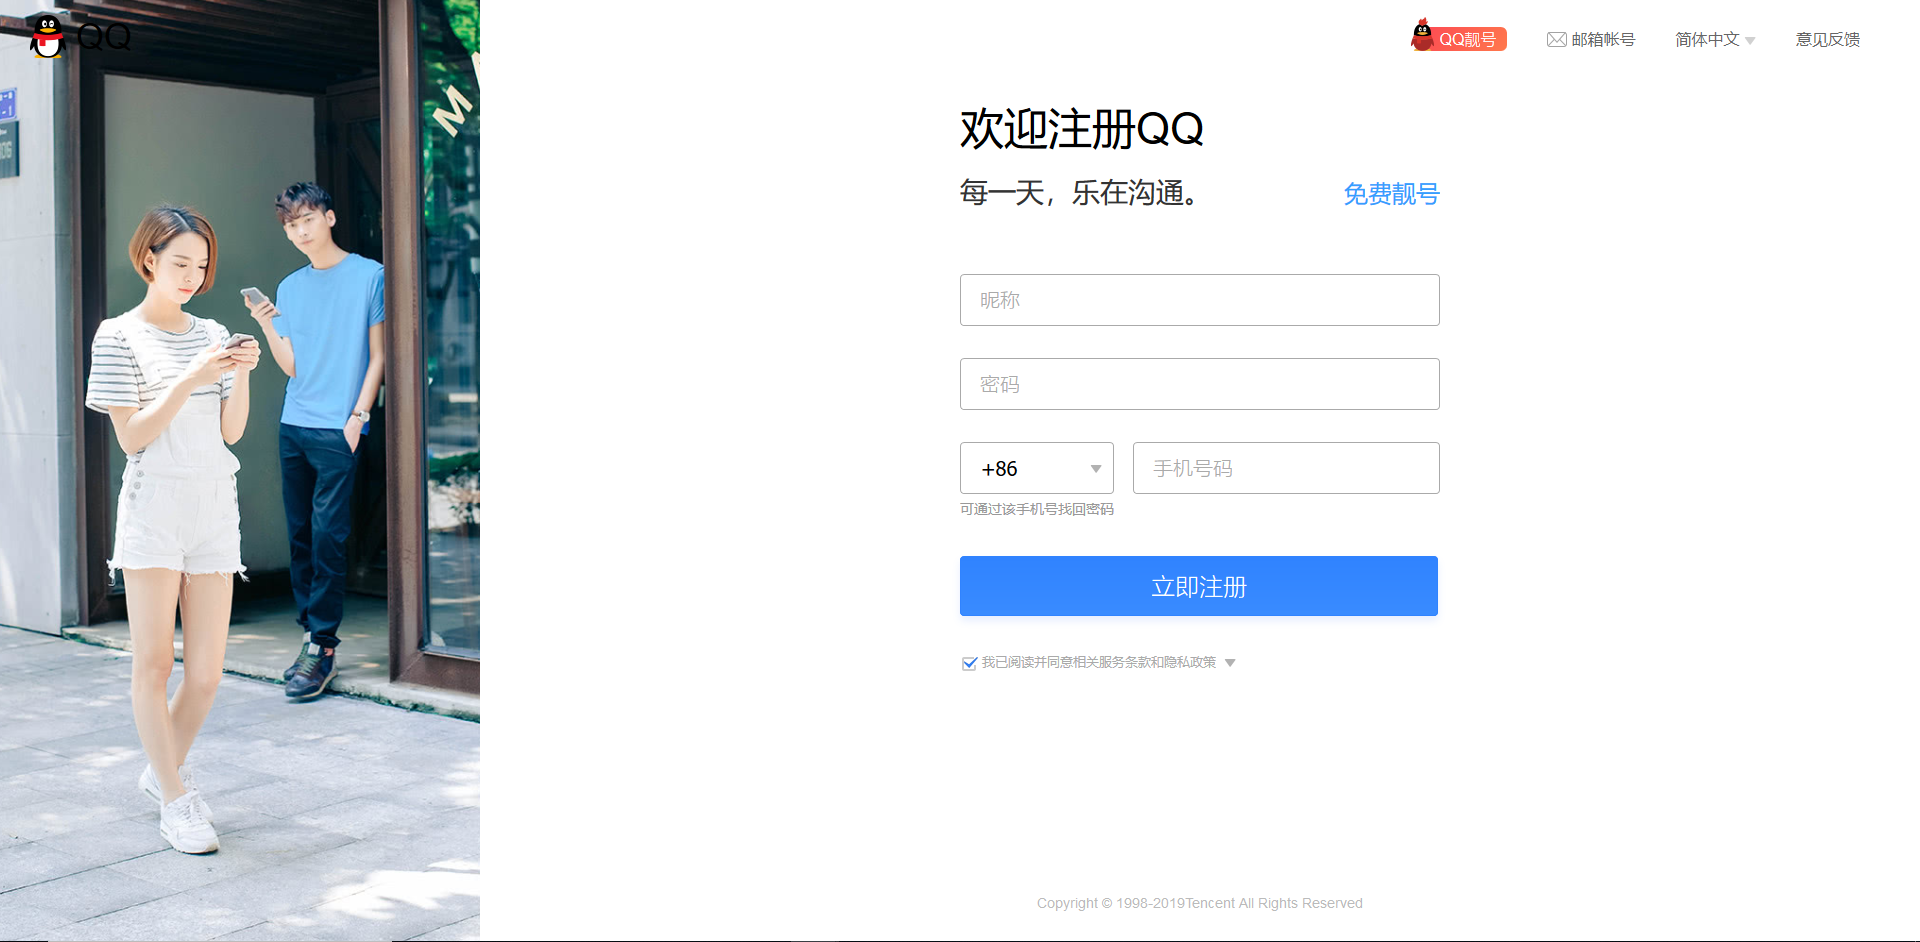 QQ
QQ靓号
邮箱帐号
简体中文
意见反馈
欢迎注册QQ
每一天，乐在沟通。
免费靓号
昵称
密码
+86
手机号码
可通过该手机号找回密码
立即注册
我已阅读并同意相关服务条款和隐私政策
Copyright © 1998-2019Tencent All Rights Reserved
M